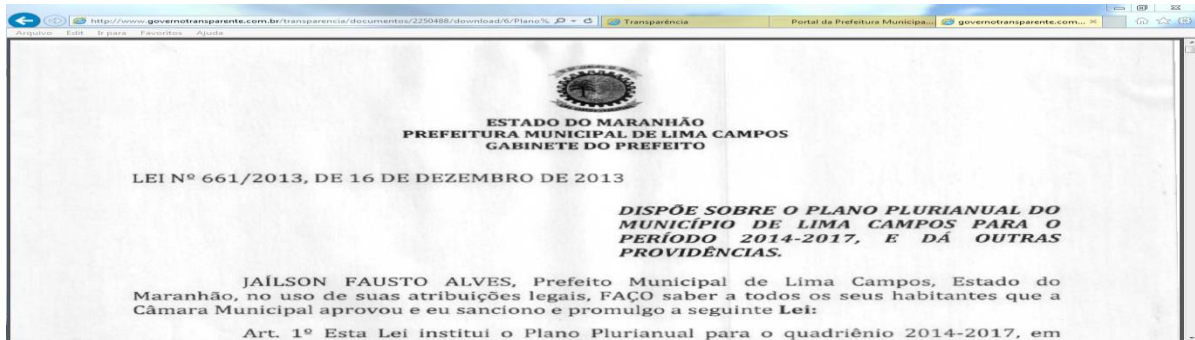 http://www.governotransparente.com.br/transparencia/documentos/2250488/download/6/Plano%
Transparência
Portal da Prefeitura Municipa...
governotransparente.com...
Arquivo Edit Ir para Favoritos Ajuda
ESTADO DO MARANHÃO
PREFEITURA MUNICIPAL DE LIMA CAMPOS
GABINETE DO PREFEITO
LEI Nº 661/2013, DE 16 DE DEZEMBRO DE 2013
DISPÕE SOBRE O PLANO PLURIANUAL DO
MUNICÍPIO DE LIMA CAMPOS PARA O
PERÍODO 2014-2017, E DÁ OUTRAS
PROVIDÊNCIAS.
JAÍLSON FAUSTO ALVES, Prefeito Municipal de Lima Campos, Estado do
Maranhão, no uso de suas atribuições legais, FAÇO saber a todos os seus habitantes que a
Câmara Municipal aprovou e eu sanciono e promulgo a seguinte Lei:
Art. 1º Esta Lei institui o Plano Plurianual para o quadriênio 2014-2017, em